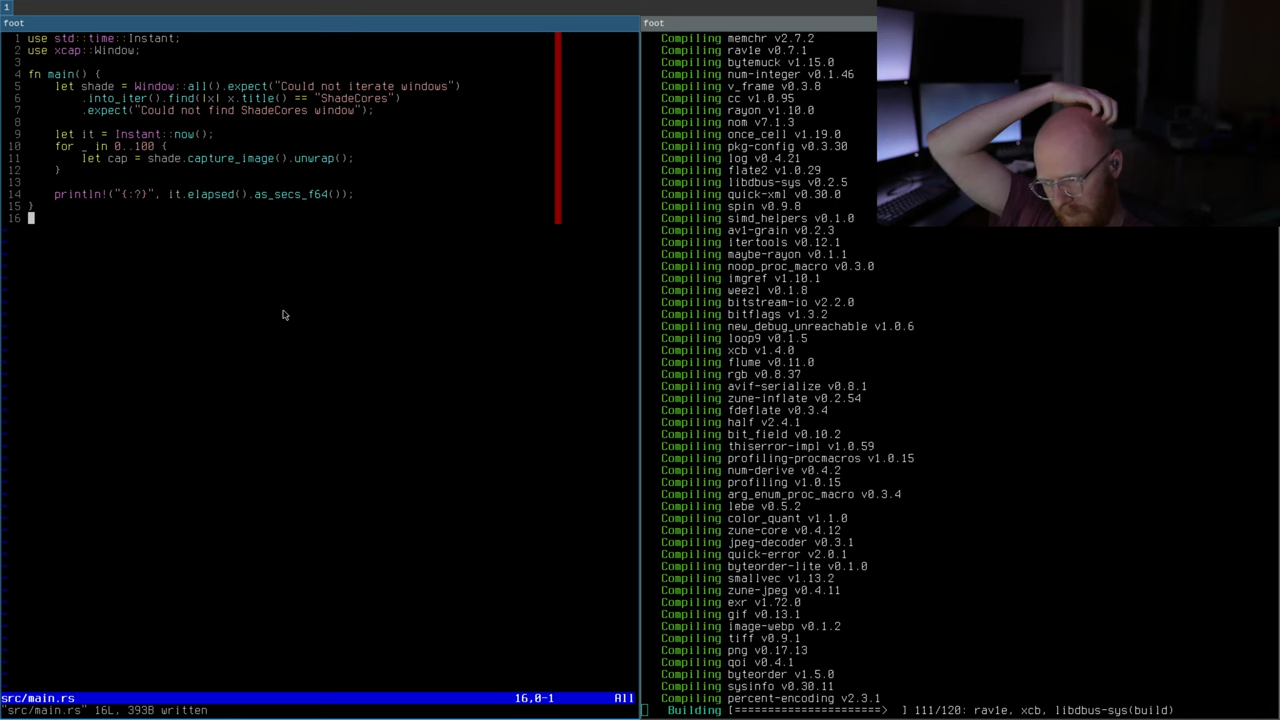 1
foot
1 use std::time::Instant;
2 use xcap::Window;
3
4 fn main() {
5     let shade = Window::all().expect("Could not iterate windows")
6         .into_iter().find(|x| x.title() == "ShadeCores")
7         .expect("Could not find ShadeCores window");
8
9     let it = Instant::now();
10     for _ in 0..100 {
11         let cap = shade.capture_image().unwrap();
12     }
13
14     println!("{:?}", it.elapsed().as_secs_f64());
15 }
16
src/main.rs 16,0-1 All
"src/main.rs" 16L, 393B written
foot
Compiling memchr v2.7.2
Compiling rav1e v0.7.1
Compiling bytemuck v1.15.0
Compiling num-integer v0.1.46
Compiling v_frame v0.3.8
Compiling cc v1.0.95
Compiling rayon v1.10.0
Compiling nom v7.1.3
Compiling once_cell v1.19.0
Compiling pkg-config v0.3.30
Compiling log v0.4.21
Compiling flate2 v1.0.29
Compiling libdbus-sys v0.2.5
Compiling quick-xml v0.30.0
Compiling spin v0.9.8
Compiling simd_helpers v0.1.0
Compiling av1-grain v0.2.3
Compiling itertools v0.12.1
Compiling maybe-rayon v0.1.1
Compiling noop_proc_macro v0.3.0
Compiling imgref v1.10.1
Compiling weezl v0.1.8
Compiling bitstream-io v2.2.0
Compiling bitflags v1.3.2
Compiling new_debug_unreachable v1.0.6
Compiling loop9 v0.1.5
Compiling xcb v1.4.0
Compiling flume v0.11.0
Compiling rgb v0.8.37
Compiling avif-serialize v0.8.1
Compiling zune-inflate v0.2.54
Compiling fdeflate v0.3.4
Compiling half v2.4.1
Compiling bit_field v0.10.2
Compiling thiserror-impl v1.0.59
Compiling profiling-procmacros v1.0.15
Compiling num-derive v0.4.2
Compiling profiling v1.0.15
Compiling arg_enum_proc_macro v0.3.4
Compiling lebe v0.5.2
Compiling color_quant v1.1.0
Compiling zune-core v0.4.12
Compiling jpeg-decoder v0.3.1
Compiling quick-error v2.0.1
Compiling byteorder-lite v0.1.0
Compiling smallvec v1.13.2
Compiling zune-jpeg v0.4.11
Compiling exr v1.72.0
Compiling gif v0.13.1
Compiling image-webp v0.1.2
Compiling tiff v0.9.1
Compiling png v0.17.13
Compiling qoi v0.4.1
Compiling byteorder v1.5.0
Compiling sysinfo v0.30.11
Compiling percent-encoding v2.3.1
Building [======================> ] 111/120: rav1e, xcb, libdbus-sys(build)